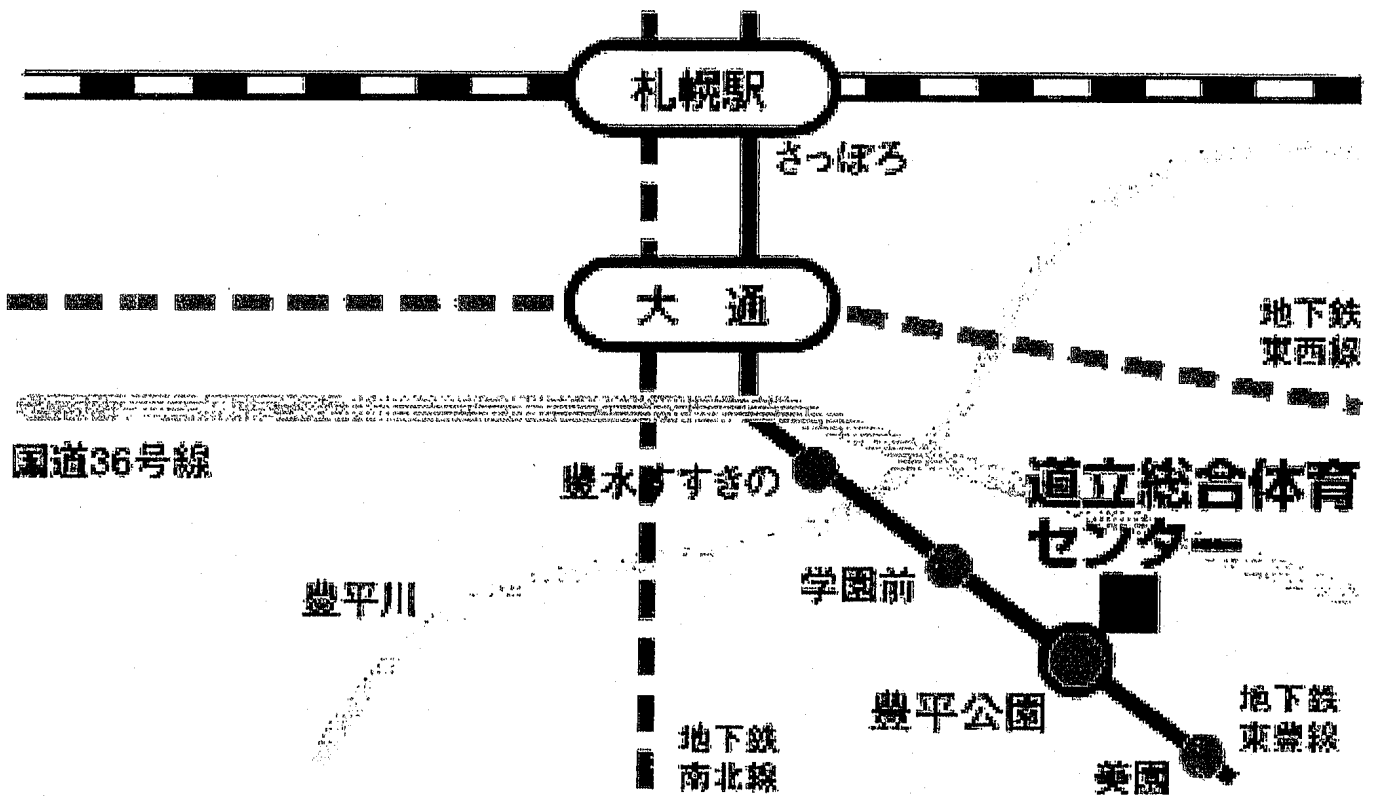 札幌駅
さっぽろ
大 通
地下鉄
東西線
国道36号線
豊水すすきの
道立総合体育
センター
学園前
豊平川
豊平公園
地下鉄
東豊線
地下鉄
南北線
美園